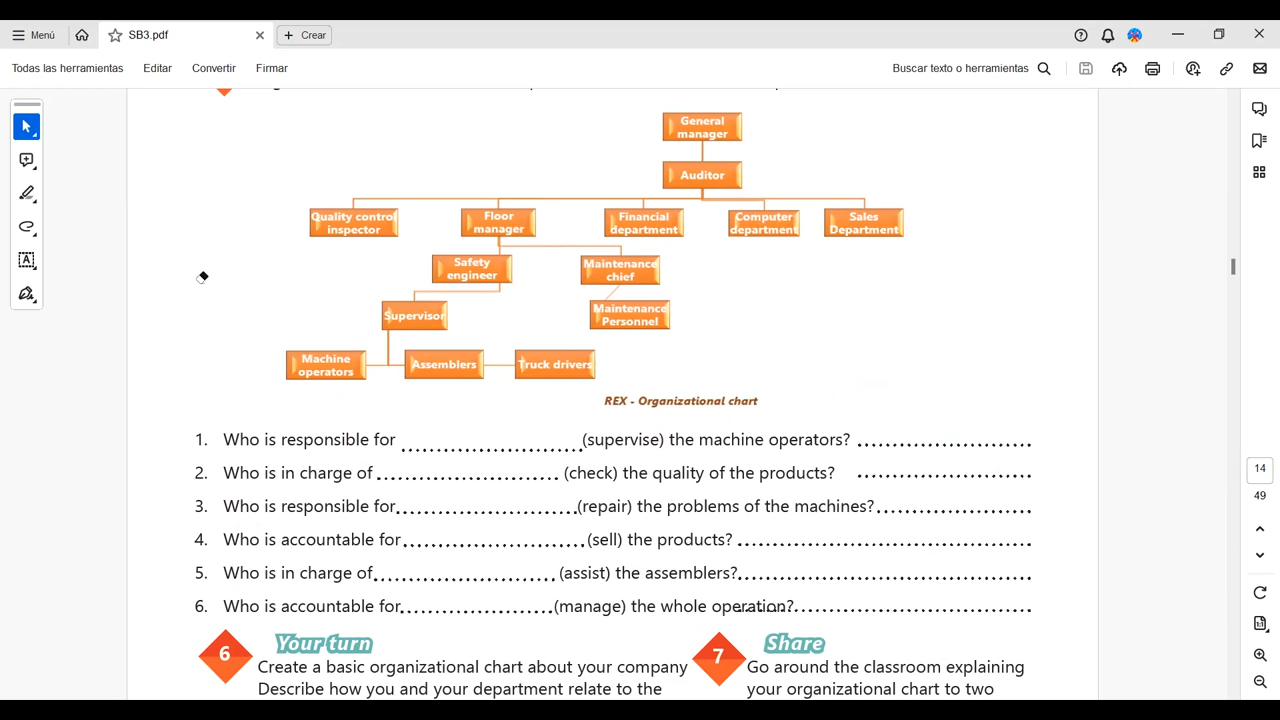 Menú
SB3.pdf
Crear
Todas las herramientas
Editar
Convertir
Firmar
Buscar texto o herramientas
General
manager
Auditor
Quality control
inspector
Floor
manager
Financial
department
Computer
department
Sales
Department
Safety
engineer
Maintenance
chief
Supervisor
Maintenance
Personnel
Machine
operators
Assemblers
Truck drivers
REX - Organizational chart
1. Who is responsible for ............................... (supervise) the machine operators? ..............................
2. Who is in charge of ............................... (check) the quality of the products? ..............................
3. Who is responsible for............................... (repair) the problems of the machines?...........................
4. Who is accountable for............................... (sell) the products? ..................................................
5. Who is in charge of............................... (assist) the assemblers?..................................................
6. Who is accountable for.......................... (manage) the whole operation?........................................
6
Your turn
Create a basic organizational chart about your company
Describe how you and your department relate to the
7
Share
Go around the classroom explaining
your organizational chart to two
14
49